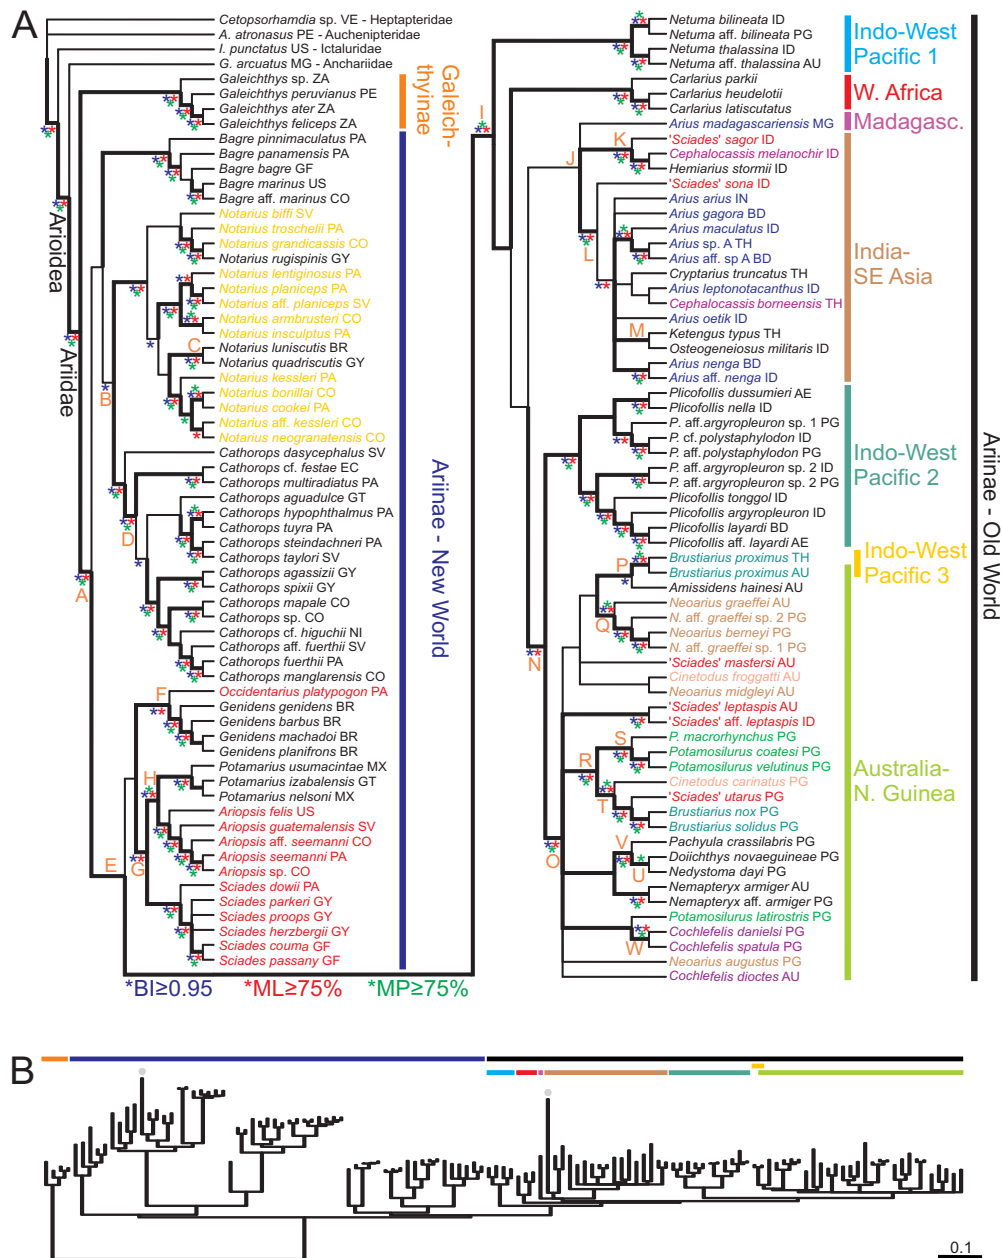 A
Cetopsorhamdia sp. VE - Heptapteridae
A. atronasus PE - Auchenipteridae
I. punctatus US - Ictaluridae
G. arcuatus MG - Anchariidae
Galeichthys sp. ZA
Galeichthys peruvianus PE
Galeichthys ater ZA
Galeichthys feliceps ZA
Galeich-
thyinae
Bagre pinnimaculatus PA
Bagre panamensis PA
Bagre bagre GF
Bagre marinus US
Bagre aff. marinus CO
Notarius biffi SV
Notarius troschelii PA
Notarius grandicassis CO
Notarius rugispinis GY
Notarius lentiginosus PA
Notarius planiceps PA
Notarius aff. planiceps SV
Notarius armbrusteri CO
Notarius insculptus PA
Notarius luniscutis BR
Notarius quadriscutis GY
Notarius kessleri PA
Notarius bonillai CO
Notarius cookei PA
Notarius aff. kessleri CO
Notarius neogranatensis CO
Cathorops dasycephalus SV
Cathorops cf. festae EC
Cathorops multiradiatus PA
Cathorops aguadulce GT
Cathorops hypophthalmus PA
Cathorops tuyra PA
Cathorops steindachneri PA
Cathorops taylori SV
Cathorops agassizii GY
Cathorops spixii GY
Cathorops mapale CO
Cathorops sp. CO
Cathorops cf. higuchii NI
Cathorops aff. fuerthii SV
Cathorops fuerthii PA
Cathorops manglarensis CO
Occidentarius platypogon PA
Genidens genidens BR
Genidens barbus BR
Genidens machadoi BR
Genidens planifrons BR
Potamarius usumacintae MX
Potamarius izabalensis GT
Potamarius nelsoni MX
Ariopsis felis US
Ariopsis guatemalensis SV
Ariopsis aff. seemanni CO
Ariopsis seemanni PA
Ariopsis sp. CO
Sciades dowii PA
Sciades parkeri GY
Sciades proops GY
Sciades herzbergii GY
Sciades couma GF
Sciades passany GF
Arioidea
Ariidae
A
B
C
D
E
F
G
H
Ariinae - New World
*BI≥0.95 *ML≥75% *MP≥75%
I
Netuma bilineata ID
Netuma aff. bilineata PG
Netuma thalassina ID
Netuma aff. thalassina AU
Indo-West
Pacific 1
Carlarius parkii
Carlarius heudelotii
Carlarius latiscutatus
W. Africa
Arius madagascariensis MG
Madagasc.
'Sciades' sagor ID
Cephalocassis melanochir ID
Hemiarius stormii ID
'Sciades' sona ID
Arius arius IN
Arius gagora BD
Arius maculatus ID
Arius sp. A TH
Arius aff. sp A BD
Cryptarius truncatus TH
Arius leptonotacanthus ID
Cephalocassis borneensis TH
Arius oetik ID
Ketengus typus TH
Osteogeneiosus militaris ID
Arius nenga BD
Arius aff. nenga ID
India-
SE Asia
Plicofollis dussumieri AE
Plicofollis nella ID
P. aff.argyropleuron sp. 1 PG
P. cf. polystaphylodon ID
P. aff. polystaphylodon PG
P. aff.argyropleuron sp. 2 ID
P. aff.argyropleuron sp. 2 PG
Plicofollis tonggol ID
Plicofollis argyropleuron ID
Plicofollis layardi BD
Plicofollis aff. layardi AE
Indo-West
Pacific 2
Brustiarius proximus TH
Brustiarius proximus AU
Indo-West
Pacific 3
Amissidens hainesi AU
Neoarius graeffei AU
N. aff. graeffei sp. 2 PG
Neoarius berneyi PG
N. aff. graeffei sp. 1 PG
'Sciades' mastersi AU
Cinetodus froggatti AU
Neoarius midgleyi AU
'Sciades' leptaspis AU
'Sciades' aff. leptaspis ID
P. macrorhynchus PG
Potamosilurus coatesi PG
Potamosilurus velutinus PG
Cinetodus carinatus PG
'Sciades' utarus PG
Brustiarius nox PG
Brustiarius solidus PG
Pachyula crassilabris PG
Doiichthys novaeguineae PG
Nedystoma dayi PG
Nemapteryx armiger AU
Nemapteryx aff. armiger PG
Potamosilurus latirostris PG
Cochlefelis danielsi PG
Cochlefelis spatula PG
Neoarius augustus PG
Cochlefelis dioctes AU
Australia-
N. Guinea
J
K
L
M
N
O
P
Q
R
S
T
U
V
W
Ariinae - Old World
B
0.1